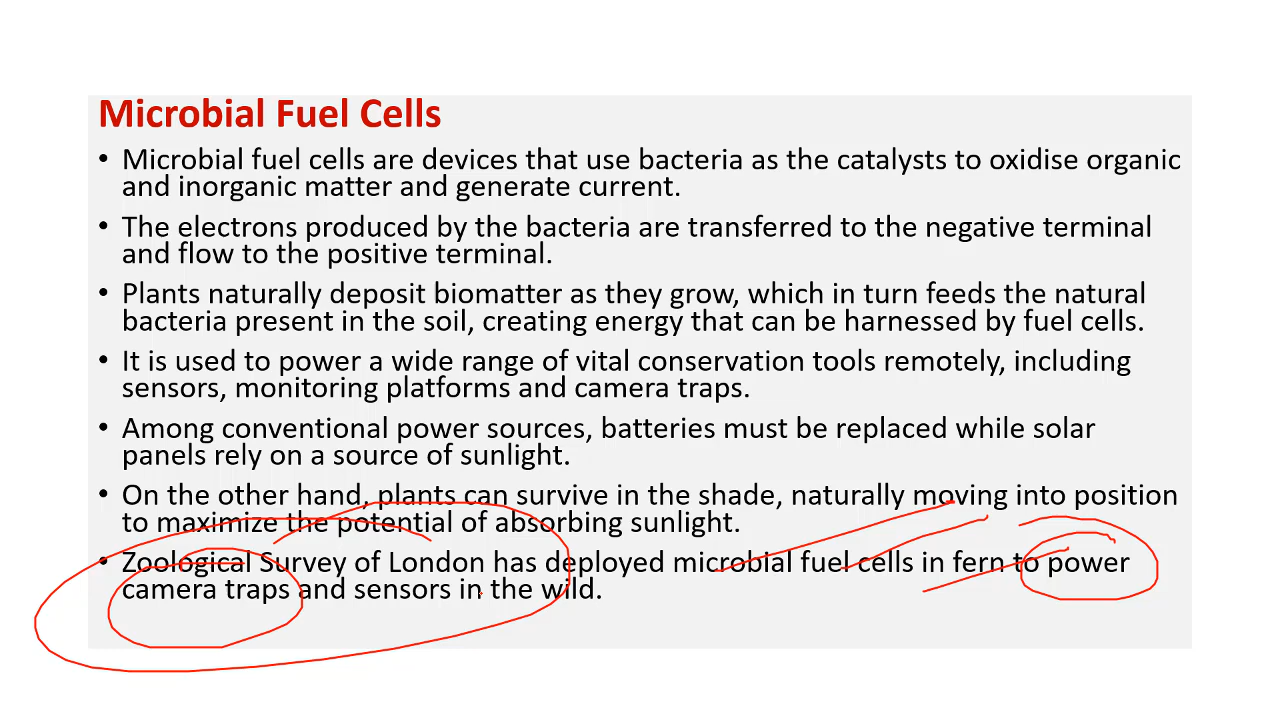 Microbial Fuel Cells
• Microbial fuel cells are devices that use bacteria as the catalysts to oxidise organic
and inorganic matter and generate current.
• The electrons produced by the bacteria are transferred to the negative terminal
and flow to the positive terminal.
• Plants naturally deposit biomatter as they grow, which in turn feeds the natural
bacteria present in the soil, creating energy that can be harnessed by fuel cells.
• It is used to power a wide range of vital conservation tools remotely, including
sensors, monitoring platforms and camera traps.
• Among conventional power sources, batteries must be replaced while solar
panels rely on a source of sunlight.
• On the other hand, plants can survive in the shade, naturally moving into position
to maximize the potential of absorbing sunlight.
• Zoological Survey of London has deployed microbial fuel cells in fern to power
camera traps and sensors in the wild.